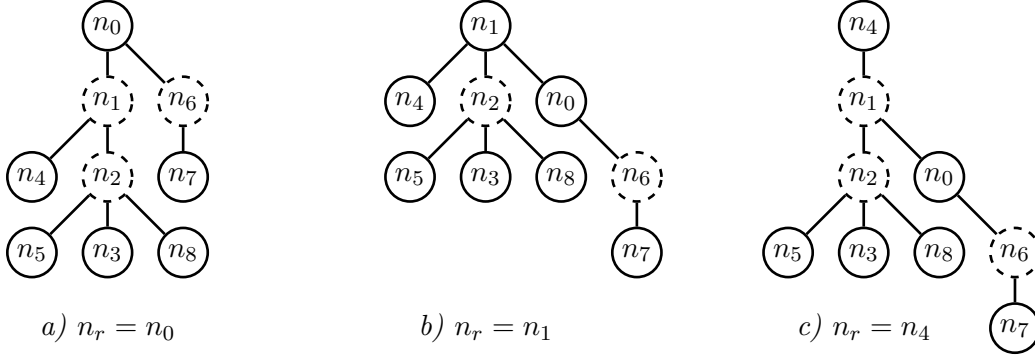 n₀ n₁ n₄
n₁ n₆ n₄ n₂ n₀ n₁
n₄ n₂ n₇ n₅ n₃ n₈ n₆ n₂ n₀
n₅ n₃ n₈ n₇ n₅ n₃ n₈ n₆
a) nᵣ = n₀ b) nᵣ = n₁ c) nᵣ = n₄ n₇